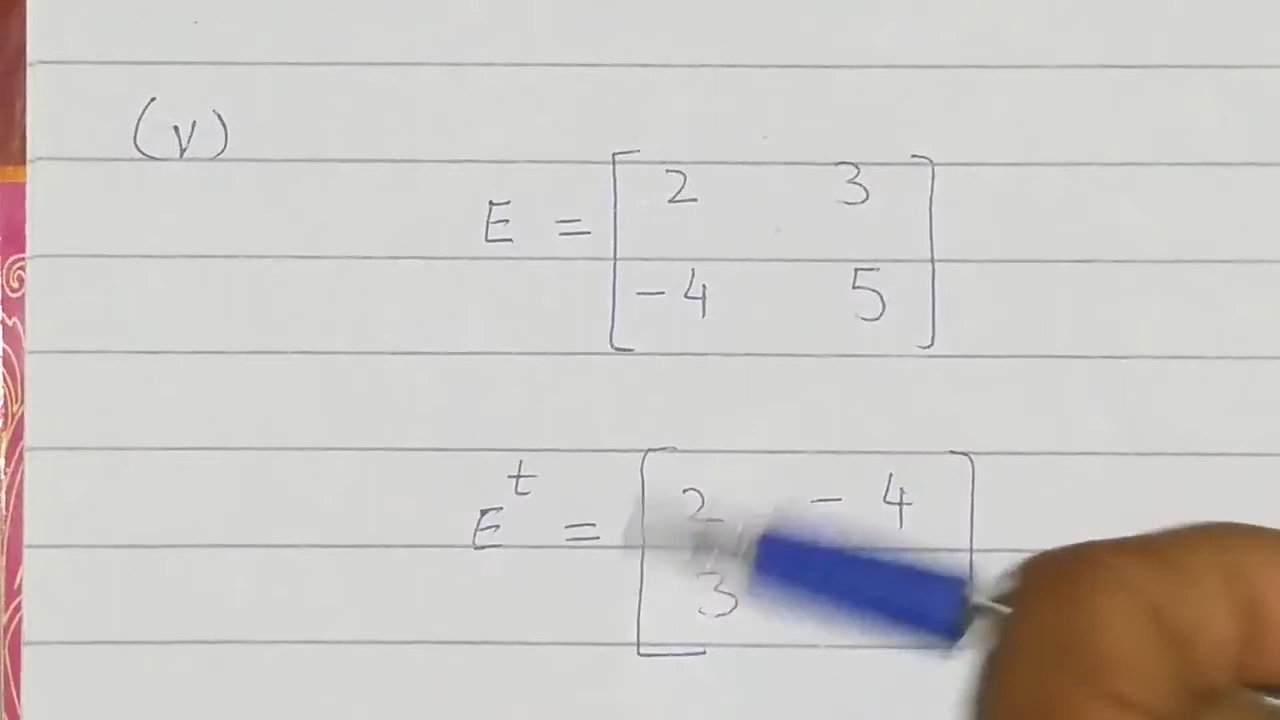 (v)
E = [ 2 3
-4 5 ]
E^t = [ 2 - 4
3